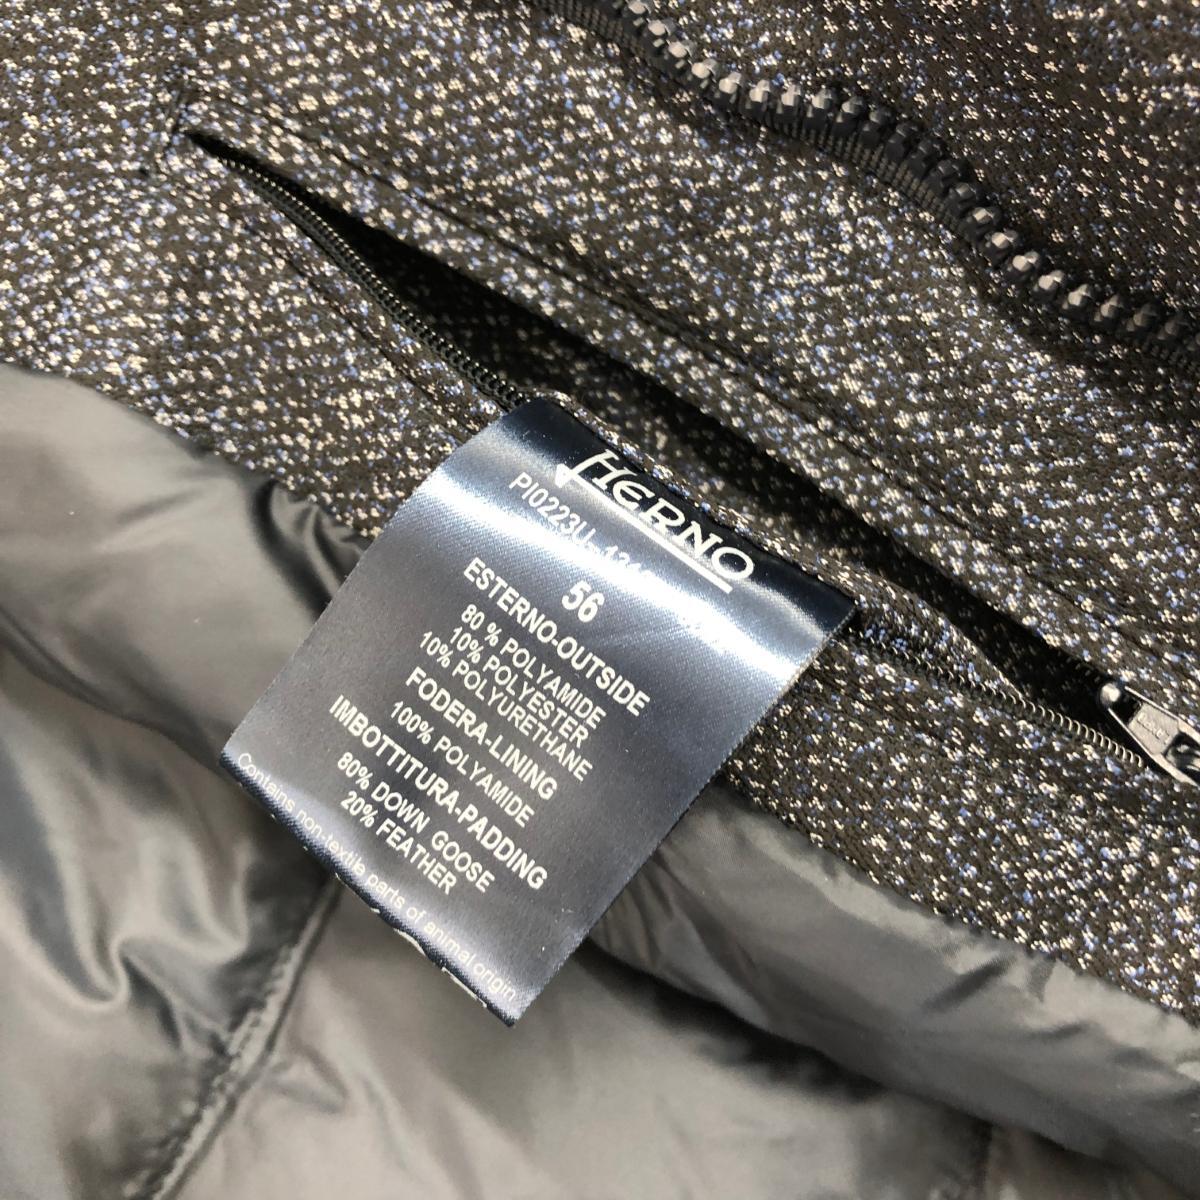 HERNO
PI0223U
56
ESTERNO-OUTSIDE
80 % POLYAMIDE
10% POLYESTER
10% POLYURETHANE
FODERA-LINING
100% POLYAMIDE
IMBOTTITURA-PADDING
80% DOWN GOOSE
20% FEATHER
Contains non-textile parts of animal origin